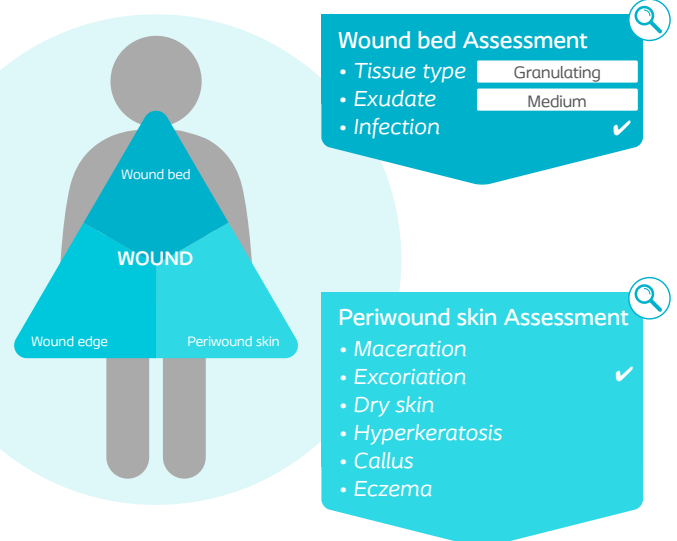 Wound bed Assessment
• Tissue type Granulating
• Exudate Medium
• Infection ✔
Wound bed
WOUND
Wound edge
Periwound skin
Periwound skin Assessment
• Maceration
• Excoriation ✔
• Dry skin
• Hyperkeratosis
• Callus
• Eczema